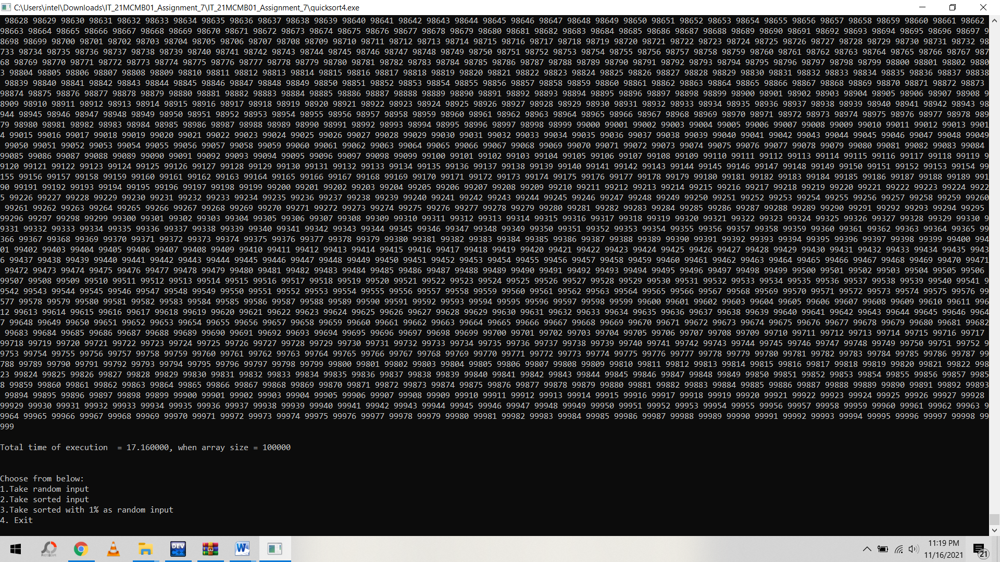 C:\Users\intel\Downloads\IT_21MCMB01_Assignment_7\IT_21MCMB01_Assignment_7\quicksort4.exe
98628 98629 98630 98631 98632 98633 98634 98635 98636 98637 98638 98639 98640 98641 98642 98643 98644 98645 98646 98647 98648 98649 98650 98651 98652 98653 98654 98655 98656 98657 98658 98659 98660 98661 98662
98663 98664 98665 98666 98667 98668 98669 98670 98671 98672 98673 98674 98675 98676 98677 98678 98679 98680 98681 98682 98683 98684 98685 98686 98687 98688 98689 98690 98691 98692 98693 98694 98695 98696 98697 9
8698 98699 98700 98701 98702 98703 98704 98705 98706 98707 98708 98709 98710 98711 98712 98713 98714 98715 98716 98717 98718 98719 98720 98721 98722 98723 98724 98725 98726 98727 98728 98729 98730 98731 98732 98
733 98734 98735 98736 98737 98738 98739 98740 98741 98742 98743 98744 98745 98746 98747 98748 98749 98750 98751 98752 98753 98754 98755 98756 98757 98758 98759 98760 98761 98762 98763 98764 98765 98766 98767 987
68 98769 98770 98771 98772 98773 98774 98775 98776 98777 98778 98779 98780 98781 98782 98783 98784 98785 98786 98787 98788 98789 98790 98791 98792 98793 98794 98795 98796 98797 98798 98799 98800 98801 98802 9880
3 98804 98805 98806 98807 98808 98809 98810 98811 98812 98813 98814 98815 98816 98817 98818 98819 98820 98821 98822 98823 98824 98825 98826 98827 98828 98829 98830 98831 98832 98833 98834 98835 98836 98837 98838
98839 98840 98841 98842 98843 98844 98845 98846 98847 98848 98849 98850 98851 98852 98853 98854 98855 98856 98857 98858 98859 98860 98861 98862 98863 98864 98865 98866 98867 98868 98869 98870 98871 98872 98873
98874 98875 98876 98877 98878 98879 98880 98881 98882 98883 98884 98885 98886 98887 98888 98889 98890 98891 98892 98893 98894 98895 98896 98897 98898 98899 98900 98901 98902 98903 98904 98905 98906 98907 98908 9
8909 98910 98911 98912 98913 98914 98915 98916 98917 98918 98919 98920 98921 98922 98923 98924 98925 98926 98927 98928 98929 98930 98931 98932 98933 98934 98935 98936 98937 98938 98939 98940 98941 98942 98943 98
944 98945 98946 98947 98948 98949 98950 98951 98952 98953 98954 98955 98956 98957 98958 98959 98960 98961 98962 98963 98964 98965 98966 98967 98968 98969 98970 98971 98972 98973 98974 98975 98976 98977 98978 989
79 98980 98981 98982 98983 98984 98985 98986 98987 98988 98989 98990 98991 98992 98993 98994 98995 98996 98997 98998 98999 99000 99001 99002 99003 99004 99005 99006 99007 99008 99009 99010 99011 99012 99013 9901
4 99015 99016 99017 99018 99019 99020 99021 99022 99023 99024 99025 99026 99027 99028 99029 99030 99031 99032 99033 99034 99035 99036 99037 99038 99039 99040 99041 99042 99043 99044 99045 99046 99047 99048 99049
99050 99051 99052 99053 99054 99055 99056 99057 99058 99059 99060 99061 99062 99063 99064 99065 99066 99067 99068 99069 99070 99071 99072 99073 99074 99075 99076 99077 99078 99079 99080 99081 99082 99083 99084
99085 99086 99087 99088 99089 99090 99091 99092 99093 99094 99095 99096 99097 99098 99099 99100 99101 99102 99103 99104 99105 99106 99107 99108 99109 99110 99111 99112 99113 99114 99115 99116 99117 99118 99119 9
9120 99121 99122 99123 99124 99125 99126 99127 99128 99129 99130 99131 99132 99133 99134 99135 99136 99137 99138 99139 99140 99141 99142 99143 99144 99145 99146 99147 99148 99149 99150 99151 99152 99153 99154 99
155 99156 99157 99158 99159 99160 99161 99162 99163 99164 99165 99166 99167 99168 99169 99170 99171 99172 99173 99174 99175 99176 99177 99178 99179 99180 99181 99182 99183 99184 99185 99186 99187 99188 99189 991
90 99191 99192 99193 99194 99195 99196 99197 99198 99199 99200 99201 99202 99203 99204 99205 99206 99207 99208 99209 99210 99211 99212 99213 99214 99215 99216 99217 99218 99219 99220 99221 99222 99223 99224 9922
5 99226 99227 99228 99229 99230 99231 99232 99233 99234 99235 99236 99237 99238 99239 99240 99241 99242 99243 99244 99245 99246 99247 99248 99249 99250 99251 99252 99253 99254 99255 99256 99257 99258 99259 99260
99261 99262 99263 99264 99265 99266 99267 99268 99269 99270 99271 99272 99273 99274 99275 99276 99277 99278 99279 99280 99281 99282 99283 99284 99285 99286 99287 99288 99289 99290 99291 99292 99293 99294 99295
99296 99297 99298 99299 99300 99301 99302 99303 99304 99305 99306 99307 99308 99309 99310 99311 99312 99313 99314 99315 99316 99317 99318 99319 99320 99321 99322 99323 99324 99325 99326 99327 99328 99329 99330 9
9331 99332 99333 99334 99335 99336 99337 99338 99339 99340 99341 99342 99343 99344 99345 99346 99347 99348 99349 99350 99351 99352 99353 99354 99355 99356 99357 99358 99359 99360 99361 99362 99363 99364 99365 99
366 99367 99368 99369 99370 99371 99372 99373 99374 99375 99376 99377 99378 99379 99380 99381 99382 99383 99384 99385 99386 99387 99388 99389 99390 99391 99392 99393 99394 99395 99396 99397 99398 99399 99400 994
01 99402 99403 99404 99405 99406 99407 99408 99409 99410 99411 99412 99413 99414 99415 99416 99417 99418 99419 99420 99421 99422 99423 99424 99425 99426 99427 99428 99429 99430 99431 99432 99433 99434 99435 9943
6 99437 99438 99439 99440 99441 99442 99443 99444 99445 99446 99447 99448 99449 99450 99451 99452 99453 99454 99455 99456 99457 99458 99459 99460 99461 99462 99463 99464 99465 99466 99467 99468 99469 99470 99471
99472 99473 99474 99475 99476 99477 99478 99479 99480 99481 99482 99483 99484 99485 99486 99487 99488 99489 99490 99491 99492 99493 99494 99495 99496 99497 99498 99499 99500 99501 99502 99503 99504 99505 99506
99507 99508 99509 99510 99511 99512 99513 99514 99515 99516 99517 99518 99519 99520 99521 99522 99523 99524 99525 99526 99527 99528 99529 99530 99531 99532 99533 99534 99535 99536 99537 99538 99539 99540 99541 9
9542 99543 99544 99545 99546 99547 99548 99549 99550 99551 99552 99553 99554 99555 99556 99557 99558 99559 99560 99561 99562 99563 99564 99565 99566 99567 99568 99569 99570 99571 99572 99573 99574 99575 99576 99
577 99578 99579 99580 99581 99582 99583 99584 99585 99586 99587 99588 99589 99590 99591 99592 99593 99594 99595 99596 99597 99598 99599 99600 99601 99602 99603 99604 99605 99606 99607 99608 99609 99610 99611 996
12 99613 99614 99615 99616 99617 99618 99619 99620 99621 99622 99623 99624 99625 99626 99627 99628 99629 99630 99631 99632 99633 99634 99635 99636 99637 99638 99639 99640 99641 99642 99643 99644 99645 99646 9964
7 99648 99649 99650 99651 99652 99653 99654 99655 99656 99657 99658 99659 99660 99661 99662 99663 99664 99665 99666 99667 99668 99669 99670 99671 99672 99673 99674 99675 99676 99677 99678 99679 99680 99681 99682
99683 99684 99685 99686 99687 99688 99689 99690 99691 99692 99693 99694 99695 99696 99697 99698 99699 99700 99701 99702 99703 99704 99705 99706 99707 99708 99709 99710 99711 99712 99713 99714 99715 99716 99717
99718 99719 99720 99721 99722 99723 99724 99725 99726 99727 99728 99729 99730 99731 99732 99733 99734 99735 99736 99737 99738 99739 99740 99741 99742 99743 99744 99745 99746 99747 99748 99749 99750 99751 99752 9
9753 99754 99755 99756 99757 99758 99759 99760 99761 99762 99763 99764 99765 99766 99767 99768 99769 99770 99771 99772 99773 99774 99775 99776 99777 99778 99779 99780 99781 99782 99783 99784 99785 99786 99787 99
788 99789 99790 99791 99792 99793 99794 99795 99796 99797 99798 99799 99800 99801 99802 99803 99804 99805 99806 99807 99808 99809 99810 99811 99812 99813 99814 99815 99816 99817 99818 99819 99820 99821 99822 998
23 99824 99825 99826 99827 99828 99829 99830 99831 99832 99833 99834 99835 99836 99837 99838 99839 99840 99841 99842 99843 99844 99845 99846 99847 99848 99849 99850 99851 99852 99853 99854 99855 99856 99857 9985
8 99859 99860 99861 99862 99863 99864 99865 99866 99867 99868 99869 99870 99871 99872 99873 99874 99875 99876 99877 99878 99879 99880 99881 99882 99883 99884 99885 99886 99887 99888 99889 99890 99891 99892 99893
99894 99895 99896 99897 99898 99899 99900 99901 99902 99903 99904 99905 99906 99907 99908 99909 99910 99911 99912 99913 99914 99915 99916 99917 99918 99919 99920 99921 99922 99923 99924 99925 99926 99927 99928
99929 99930 99931 99932 99933 99934 99935 99936 99937 99938 99939 99940 99941 99942 99943 99944 99945 99946 99947 99948 99949 99950 99951 99952 99953 99954 99955 99956 99957 99958 99959 99960 99961 99962 99963 9
9964 99965 99966 99967 99968 99969 99970 99971 99972 99973 99974 99975 99976 99977 99978 99979 99980 99981 99982 99983 99984 99985 99986 99987 99988 99989 99990 99991 99992 99993 99994 99995 99996 99997 99998 99
999
Total time of execution  = 17.160000, when array size = 100000
Choose from below:
1.Take random input
2.Take sorted input
3.Take sorted with 1% as random input
4. Exit
DEV
C++
W
11:19 PM
11/16/2021
21